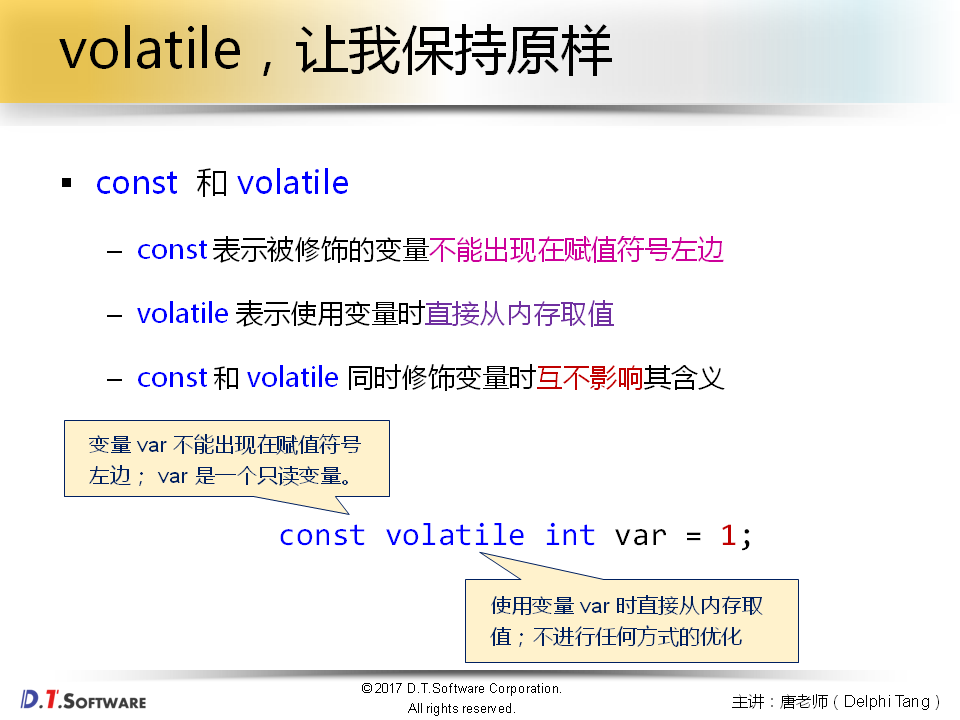 volatile，让我保持原样
▪ const 和 volatile
– const 表示被修饰的变量不能出现在赋值符号左边
– volatile 表示使用变量时直接从内存取值
– const 和 volatile 同时修饰变量时互不影响其含义
变量 var 不能出现在赋值符号
左边； var 是一个只读变量。
const volatile int var = 1;
使用变量 var 时直接从内存取
值；不进行任何方式的优化
D.T.SOFTWARE
©2017 D.T.Software Corporation.
All rights reserved.
主讲：唐老师（Delphi Tang）